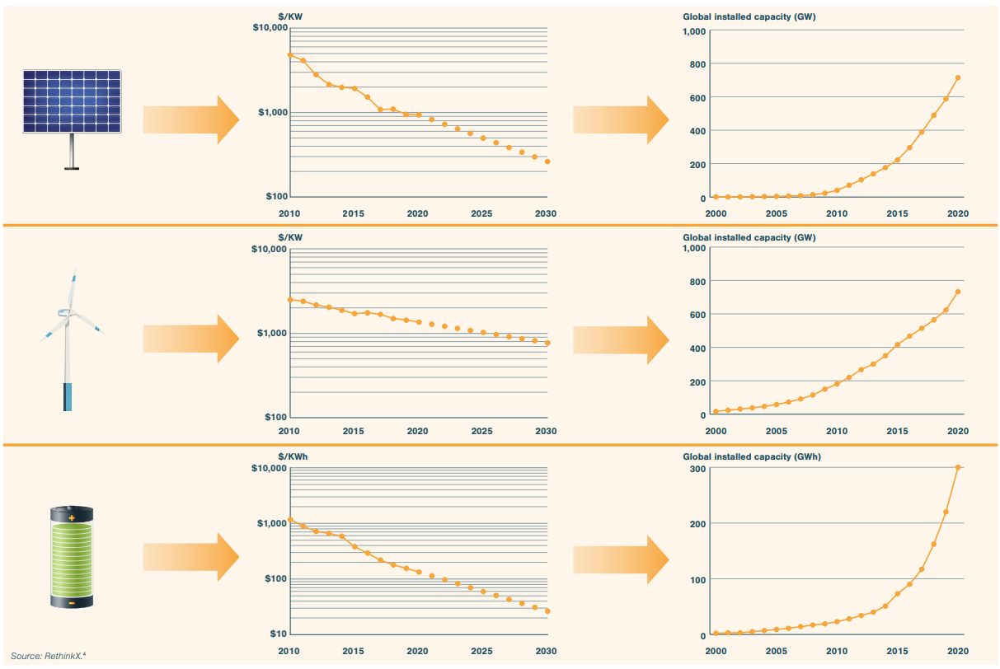 $/KW
$10,000
$1,000
$100
2010 2015 2020 2025 2030
Global installed capacity (GW)
1,000
800
600
400
200
0
2000 2005 2010 2015 2020
$/KW
$10,000
$1,000
$100
2010 2015 2020 2025 2030
Global installed capacity (GW)
1,000
800
600
400
200
0
2000 2005 2010 2015 2020
$/KWh
$10,000
$1,000
$100
$10
2010 2015 2020 2025 2030
Global installed capacity (GWh)
300
200
100
0
2000 2005 2010 2015 2020
+
-
Source: RethinkX.⁴